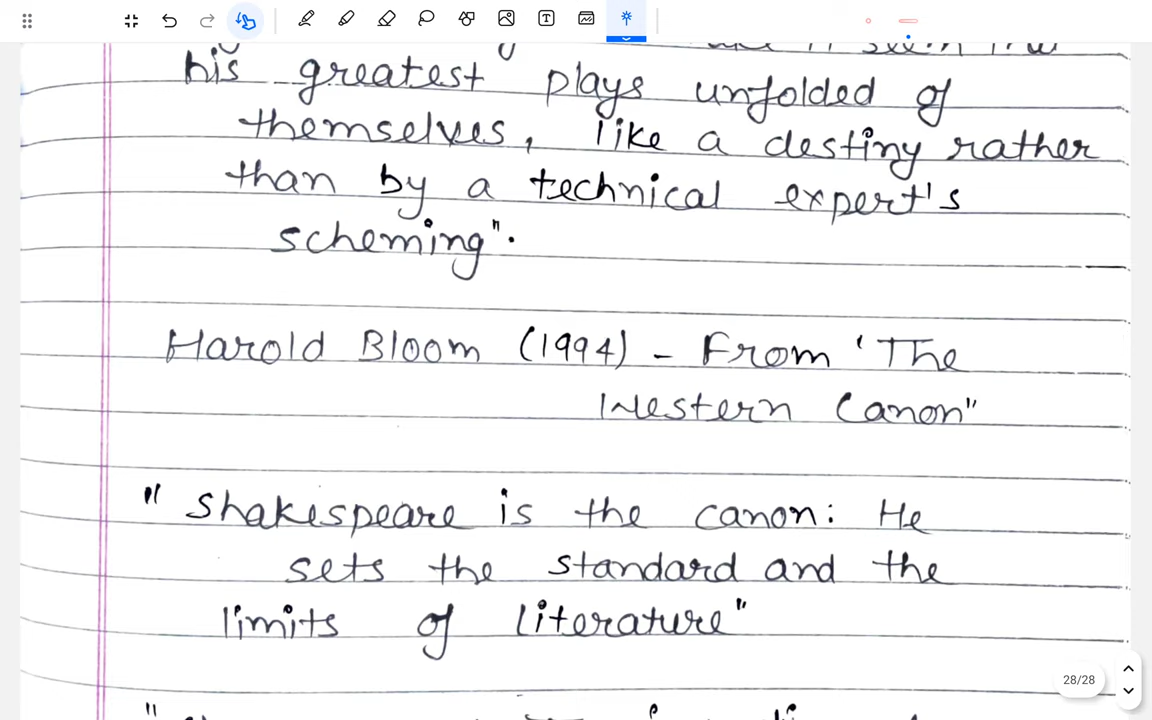 his greatest plays unfolded of
themselves, like a destiny rather
than by a technical expert's
scheming".
Harold Bloom (1994) - From 'The
Western Canon"
" Shakespeare is the canon: He
sets the standard and the
limits of literature"
28/28